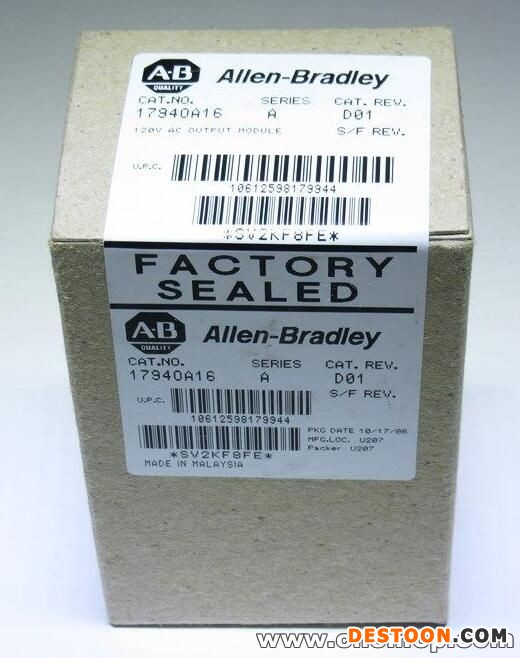 A·B Allen-Bradley
QUALITY
CAT.NO. SERIES CAT. REV.
1794OA16 A D01
120V AC OUTPUT MODULE S/F REV.
U.P.C.
10612598179944
*SV2KF8FE*
FACTORY
SEALED
A·B Allen-Bradley
QUALITY
CAT.NO. SERIES CAT. REV.
1794OA16 A D01
S/F REV.
U.P.C.
10612598179944
PKG DATE 10/17/06
MFG.LOC. U207
Packer U207
*SV2KF8FE*
MADE IN MALAYSIA
DESTOON.COM